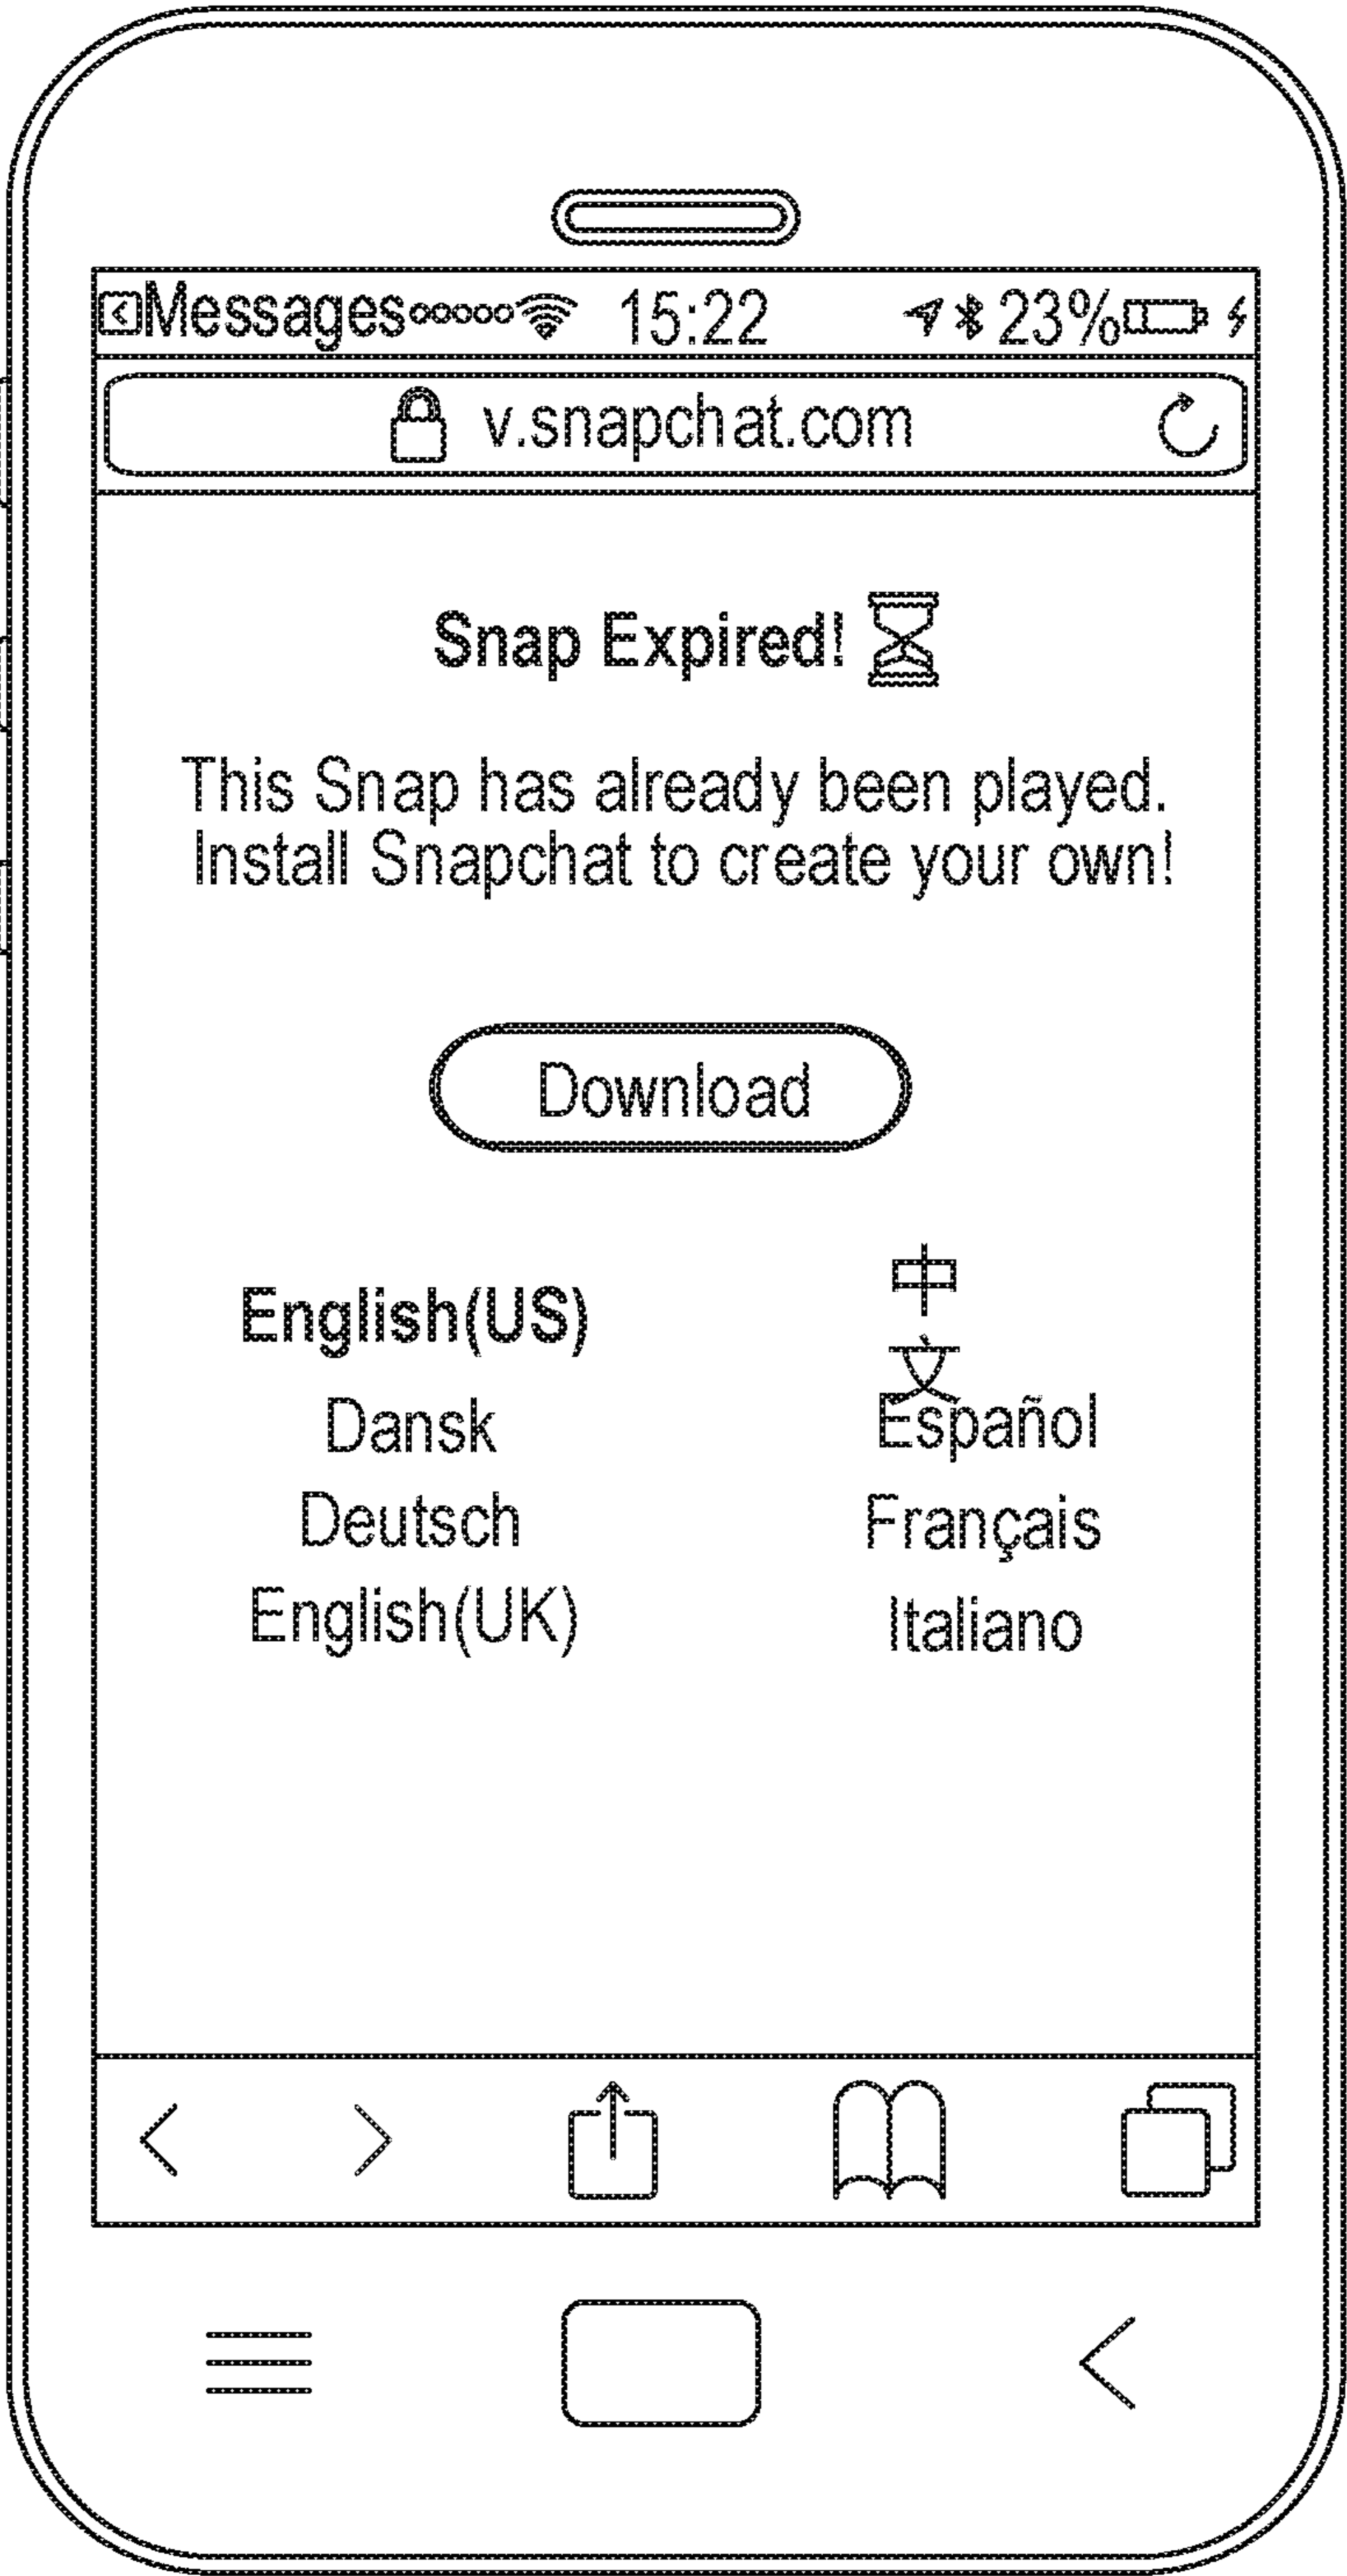 Messages 15:22 23%
v.snapchat.com
Snap Expired!
This Snap has already been played.
Install Snapchat to create your own!
Download
English(US)
中
文
Dansk
Español
Deutsch
Français
English(UK)
Italiano